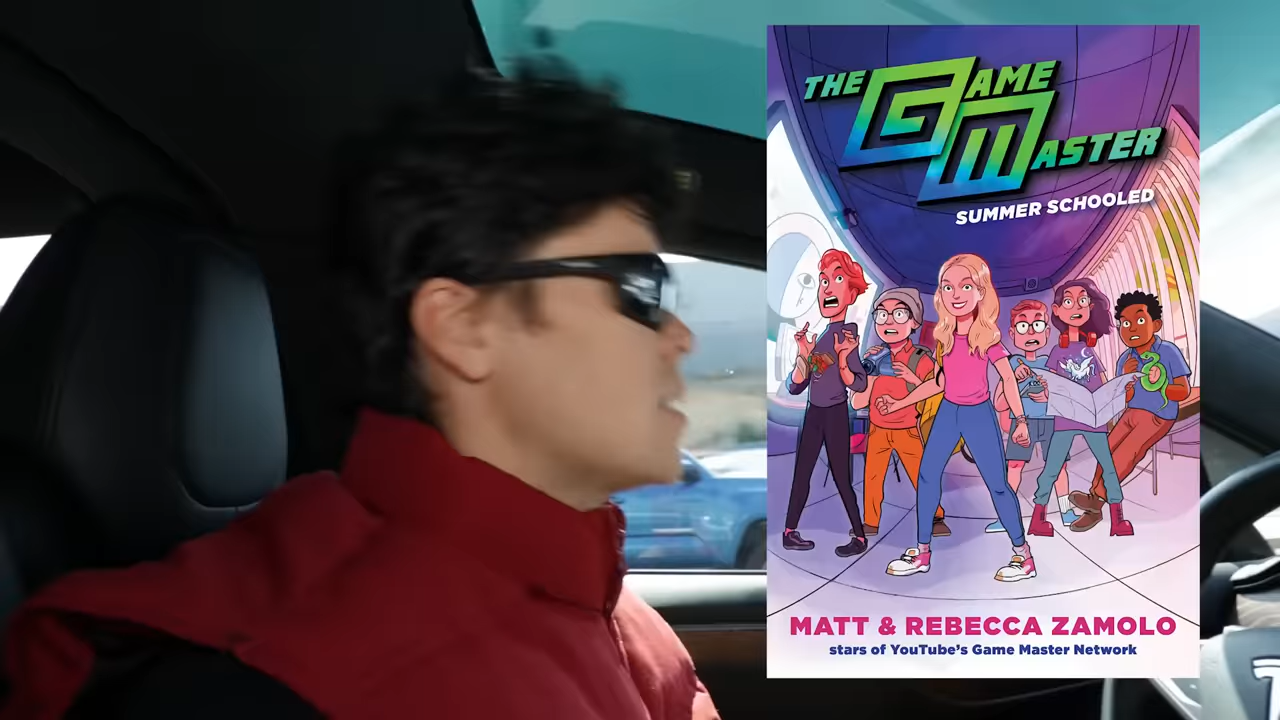 THE GAME
MASTER
SUMMER SCHOOLED
MATT & REBECCA ZAMOLO
stars of YouTube's Game Master Network